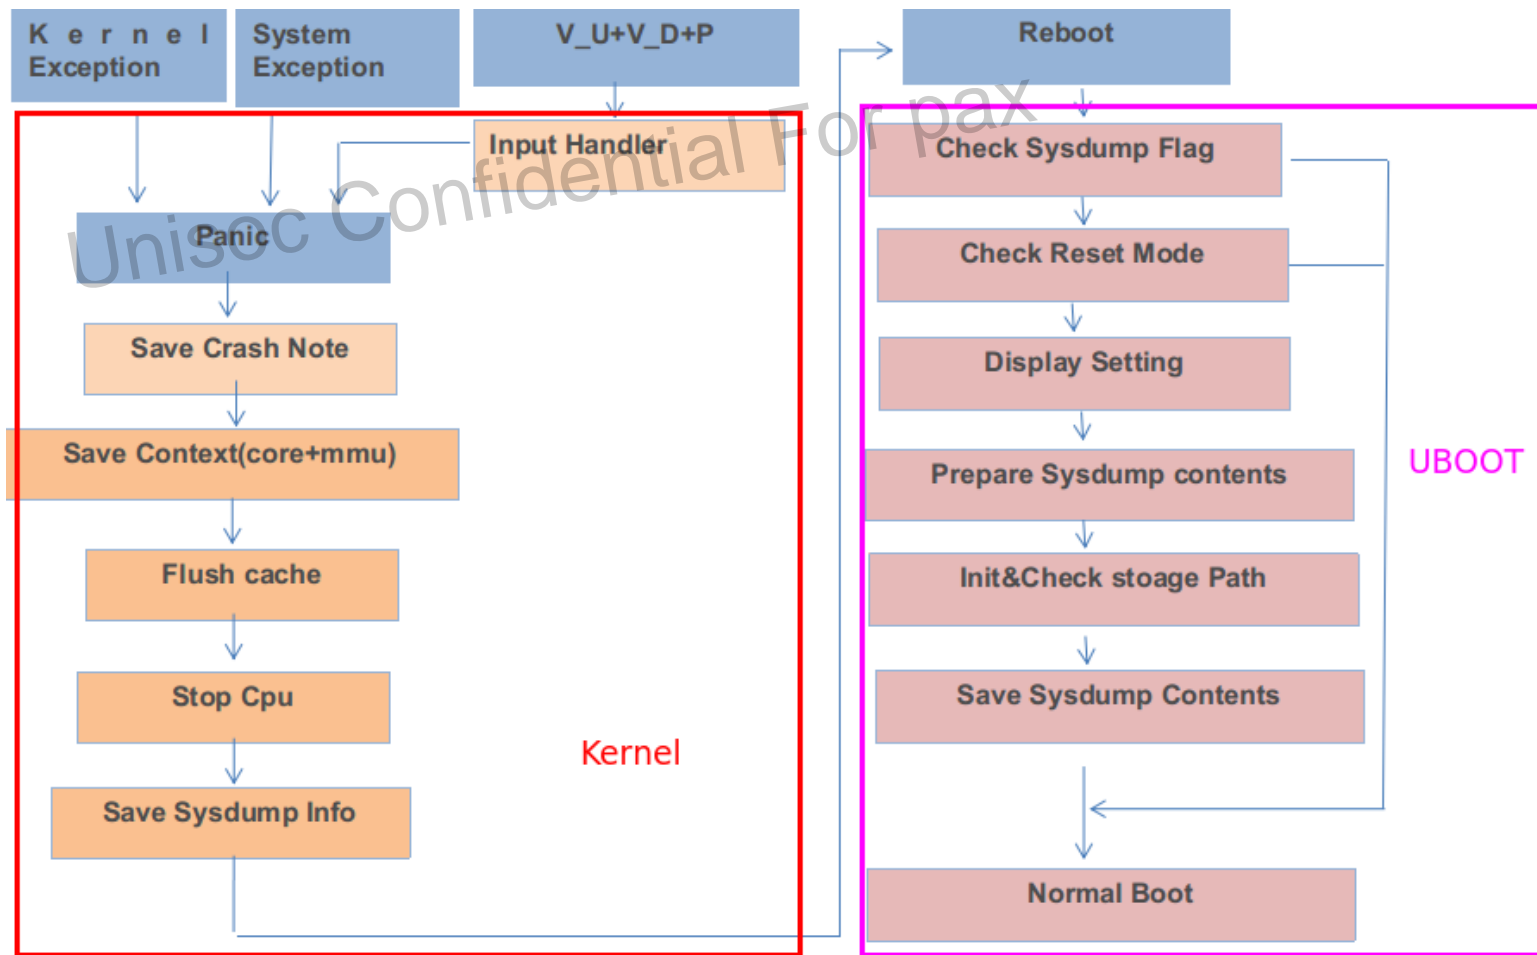 K e r n e l
Exception
System
Exception
V_U+V_D+P
Input Handler
Panic
Save Crash Note
Save Context(core+mmu)
Flush cache
Stop Cpu
Save Sysdump Info
Kernel
Reboot
Check Sysdump Flag
Check Reset Mode
Display Setting
Prepare Sysdump contents
Init&Check stoage Path
Save Sysdump Contents
Normal Boot
UBOOT
Unisoc Confidential For pax